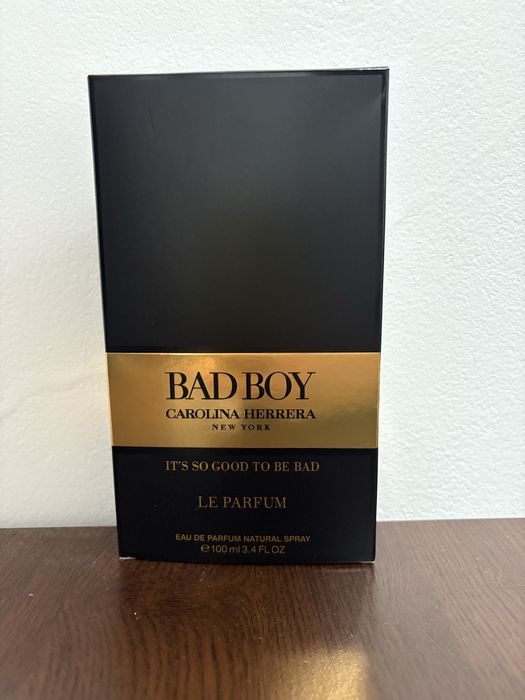 BAD BOY
CAROLINA HERRERA
NEW YORK
IT'S SO GOOD TO BE BAD
LE PARFUM
EAU DE PARFUM NATURAL SPRAY
℮ 100 ml 3.4 FL OZ